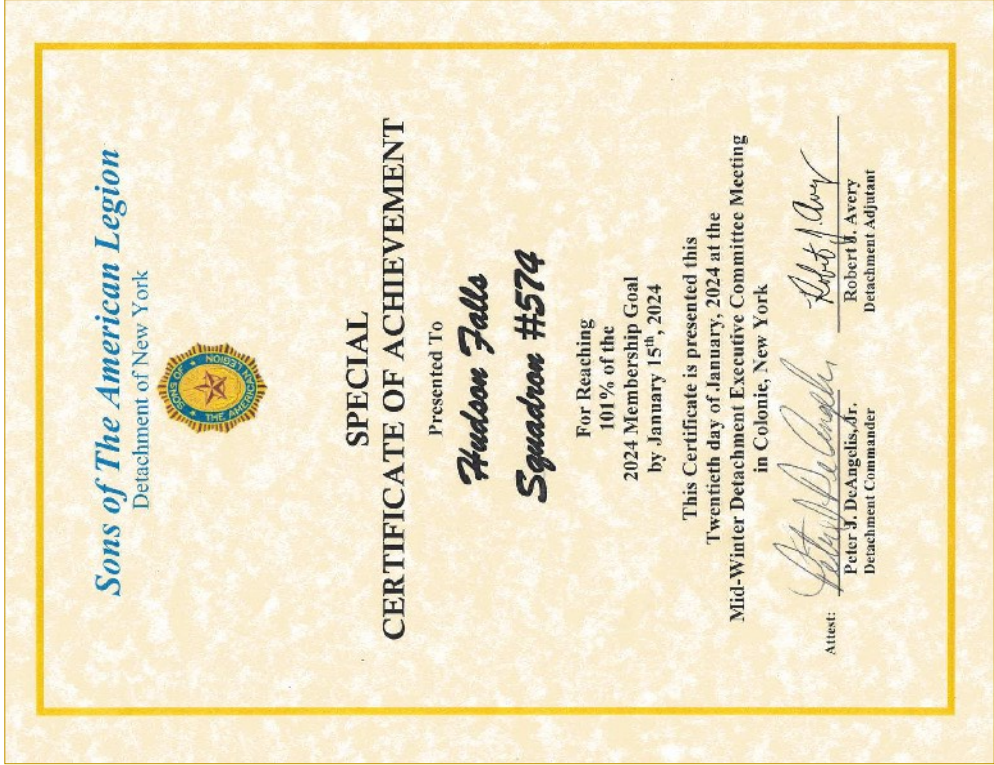 Sons of The American Legion
Detachment of New York
SONS OF
THE AMERICAN LEGION
SPECIAL
CERTIFICATE OF ACHIEVEMENT
Presented To
Hudson Falls
Squadron #574
For Reaching
101% of the
2024 Membership Goal
by January 15th, 2024
This Certificate is presented this
Twentieth day of January, 2024 at the
Mid-Winter Detachment Executive Committee Meeting
in Colonie, New York
Attest:
Peter J. DeAngelis, Jr.
Detachment Commander
Robert J. Avery
Robert J. Avery
Detachment Adjutant